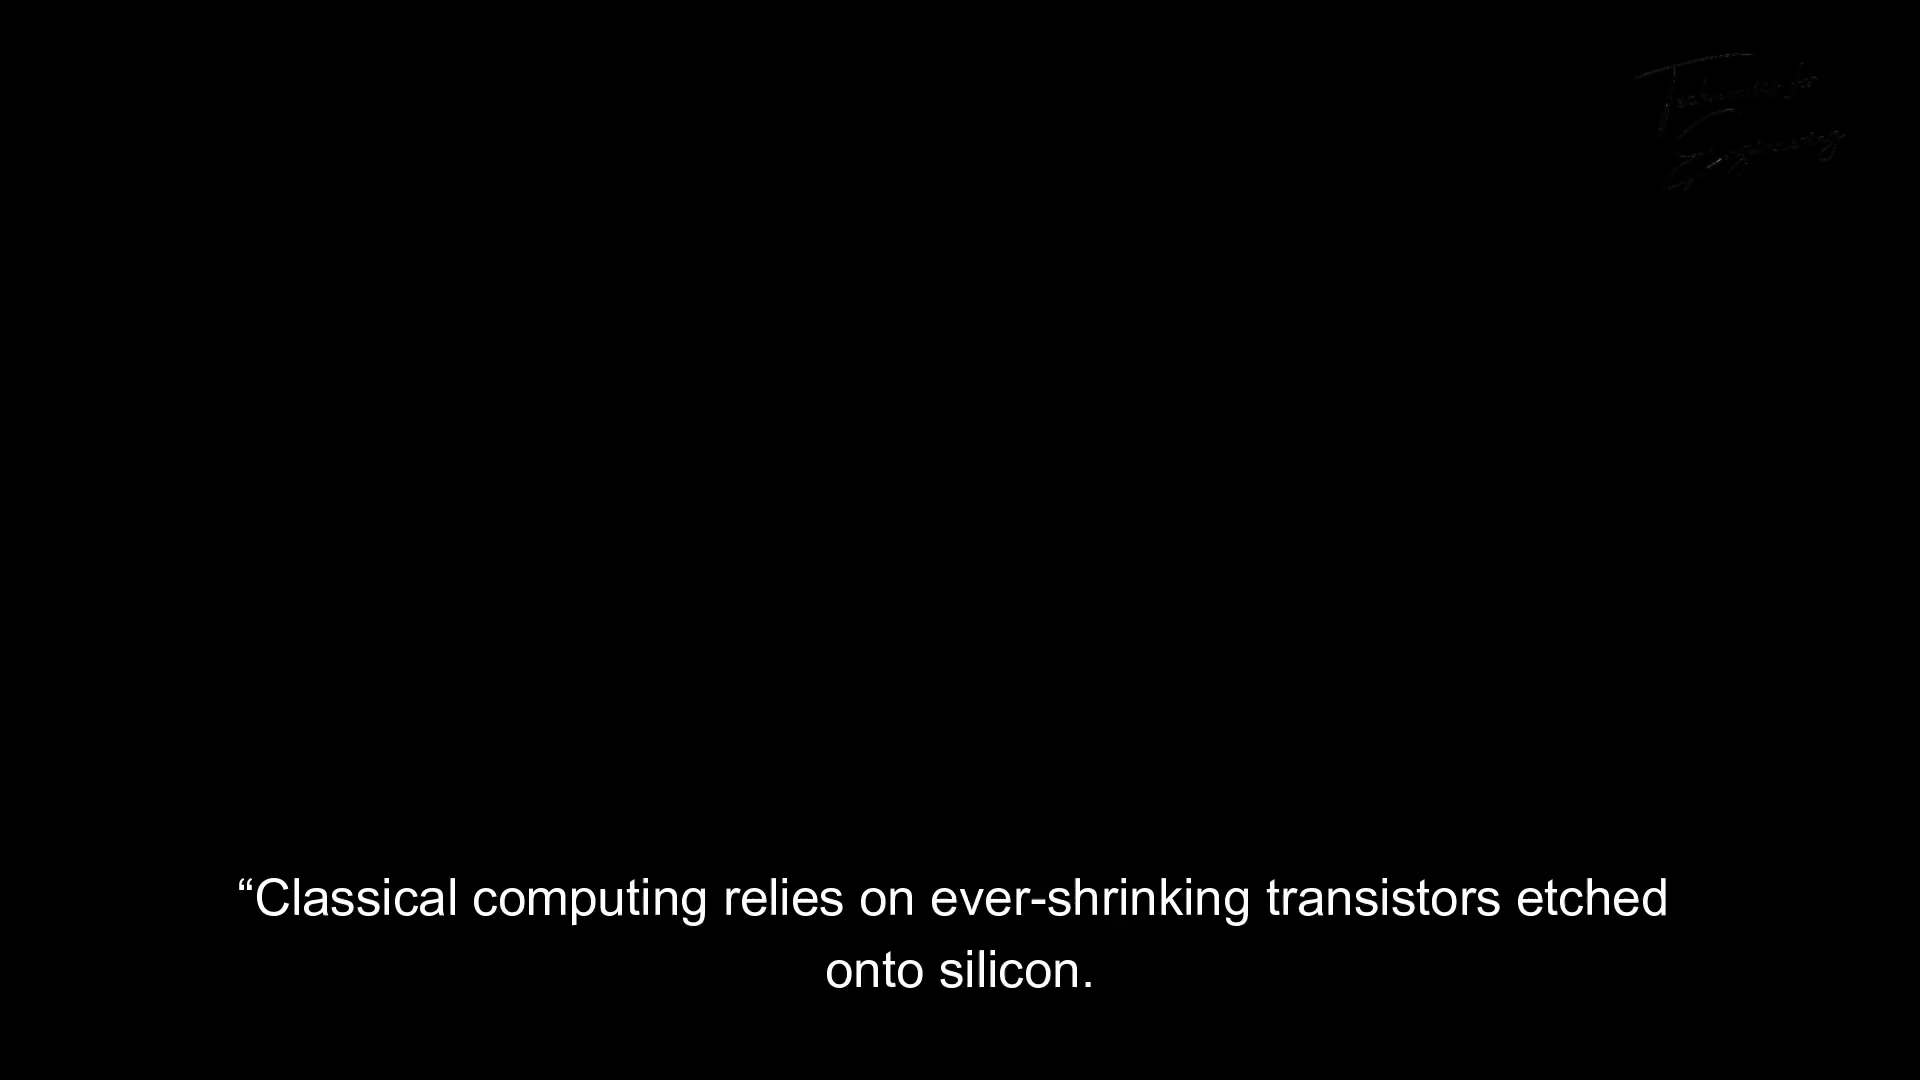 “Classical computing relies on ever-shrinking transistors etched
onto silicon.